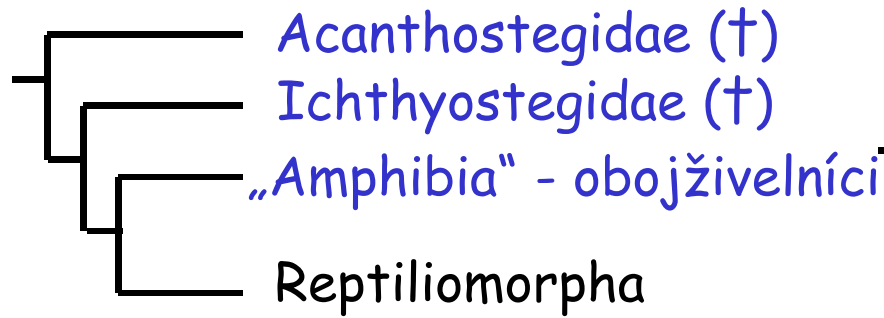 Acanthostegidae (†)
Ichthyostegidae (†)
„Amphibia“ - obojživelníci
Reptiliomorpha